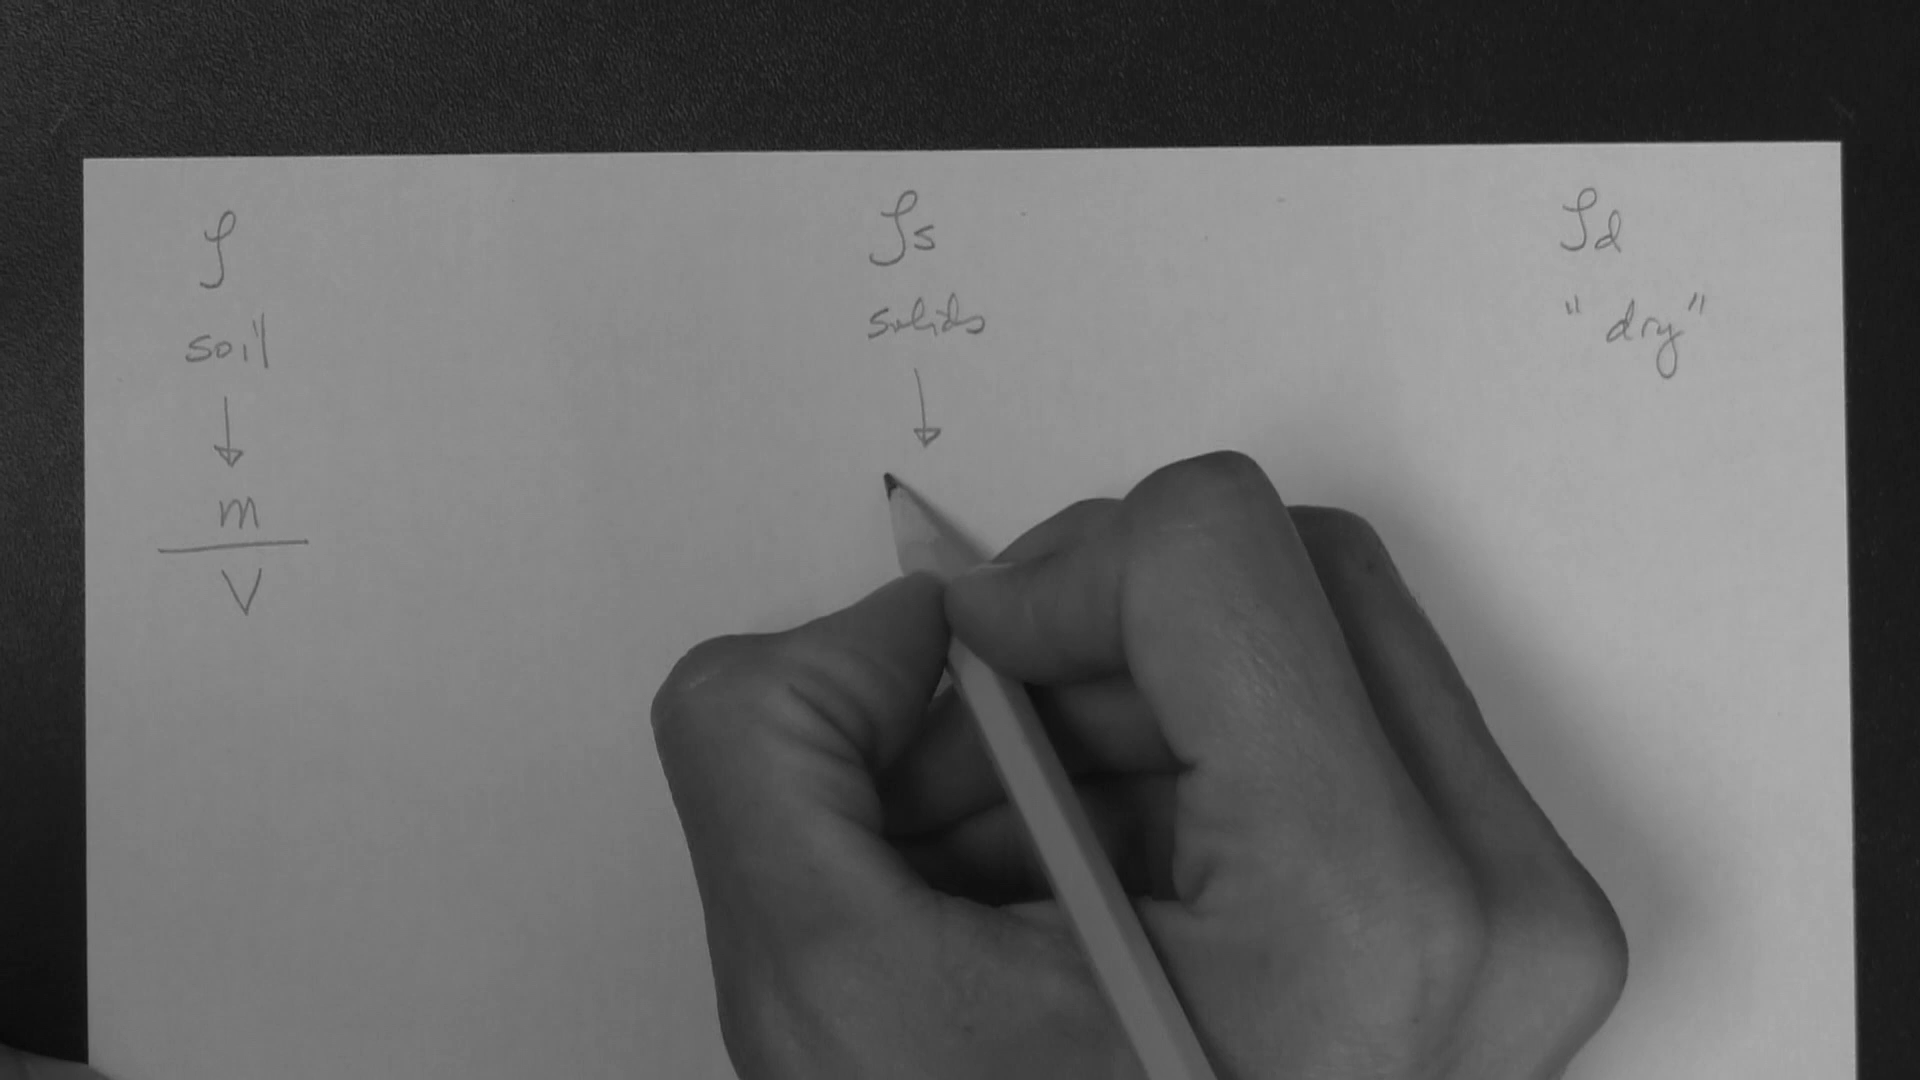 ρ
soil
↓
m
V
ρs
solids
↓
ρd
"dry"